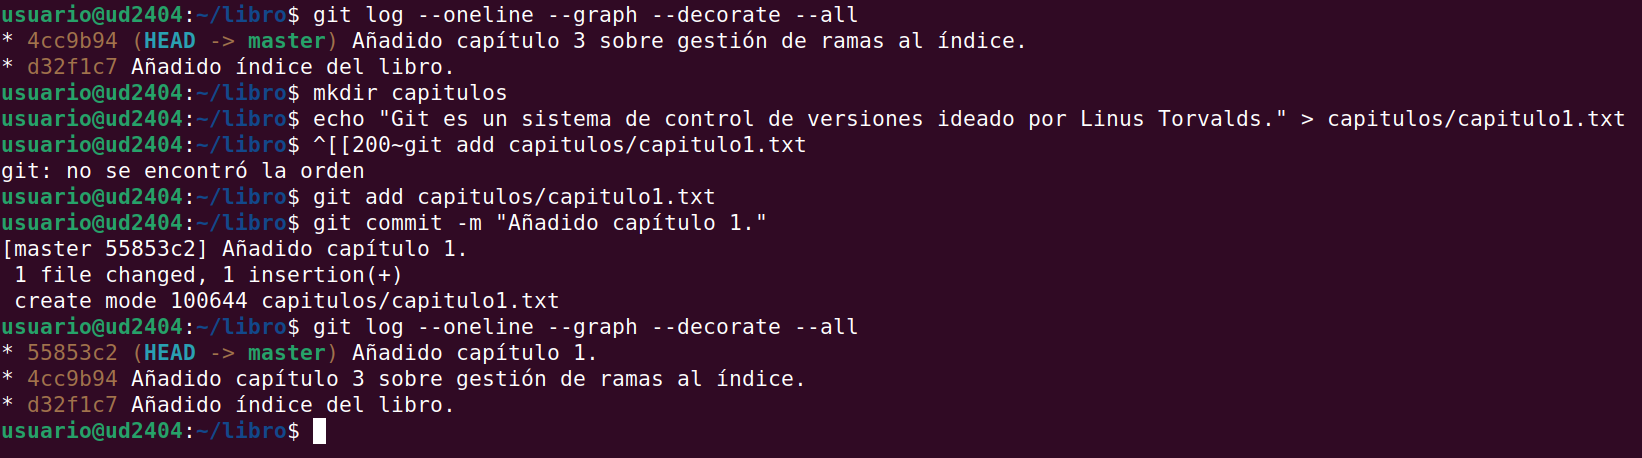 usuario@ud2404:~/libro$ git log --oneline --graph --decorate --all
* 4cc9b94 (HEAD -> master) Añadido capítulo 3 sobre gestión de ramas al índice.
* d32f1c7 Añadido índice del libro.
usuario@ud2404:~/libro$ mkdir capitulos
usuario@ud2404:~/libro$ echo "Git es un sistema de control de versiones ideado por Linus Torvalds." > capitulos/capitulo1.txt
usuario@ud2404:~/libro$ ^[[200~git add capitulos/capitulo1.txt
git: no se encontró la orden
usuario@ud2404:~/libro$ git add capitulos/capitulo1.txt
usuario@ud2404:~/libro$ git commit -m "Añadido capítulo 1."
[master 55853c2] Añadido capítulo 1.
 1 file changed, 1 insertion(+)
 create mode 100644 capitulos/capitulo1.txt
usuario@ud2404:~/libro$ git log --oneline --graph --decorate --all
* 55853c2 (HEAD -> master) Añadido capítulo 1.
* 4cc9b94 Añadido capítulo 3 sobre gestión de ramas al índice.
* d32f1c7 Añadido índice del libro.
usuario@ud2404:~/libro$